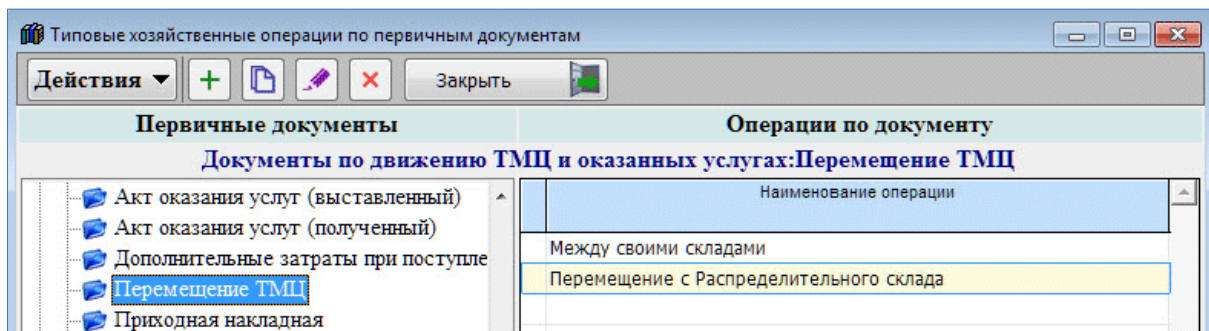 Типовые хозяйственные операции по первичным документам
Действия
Закрыть
Первичные документы
Операции по документу
Документы по движению ТМЦ и оказанных услугах:Перемещение ТМЦ
Акт оказания услуг (выставленный)
Акт оказания услуг (полученный)
Дополнительные затраты при поступле
Перемещение ТМЦ
Приходная накладная
Наименование операции
Между своими складами
Перемещение с Распределительного склада